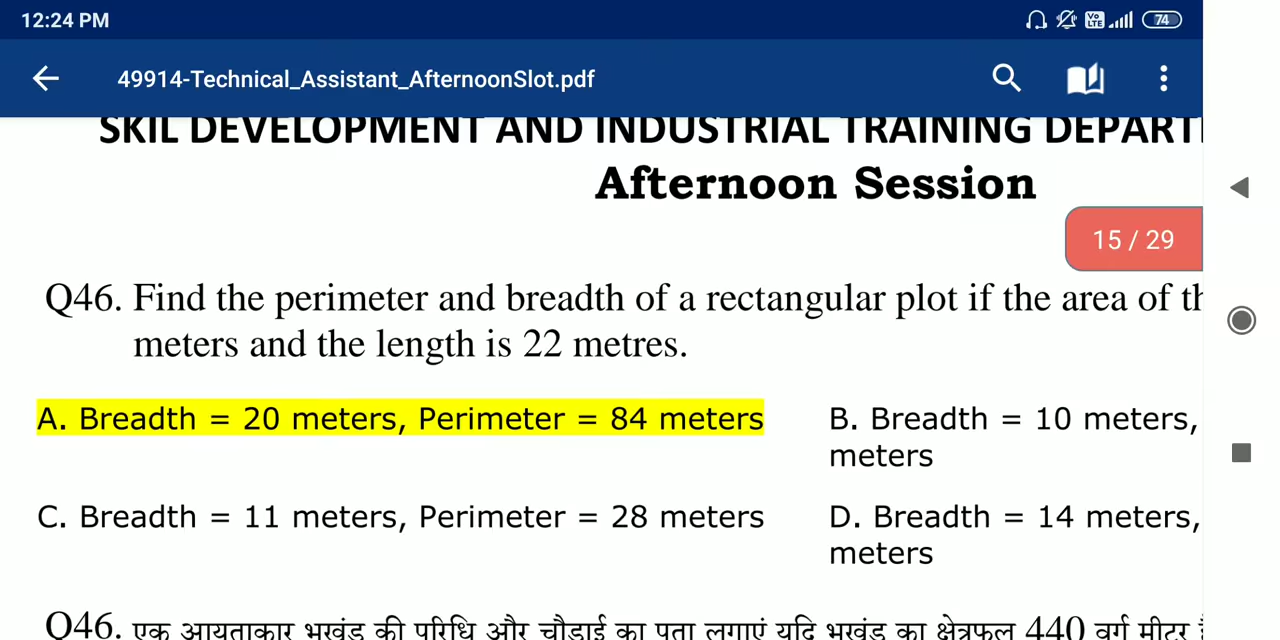 12:24 PM
Vo LTE
74
49914-Technical_Assistant_AfternoonSlot.pdf
SKIL DEVELOPMENT AND INDUSTRIAL TRAINING
Afternoon Session
15 / 29
Q46. Find the perimeter and breadth of a rectangular plot if the area of
meters and the length is 22 metres.
A. Breadth = 20 meters, Perimeter = 84 meters
B. Breadth = 10 meters,
meters
C. Breadth = 11 meters, Perimeter = 28 meters
D. Breadth = 14 meters,
meters
Q46. एक आयताकार भूखंड की परिधि और चौड़ाई का पता लगाएं यदि भूखंड का क्षेत्रफल 440 वर्ग मीटर